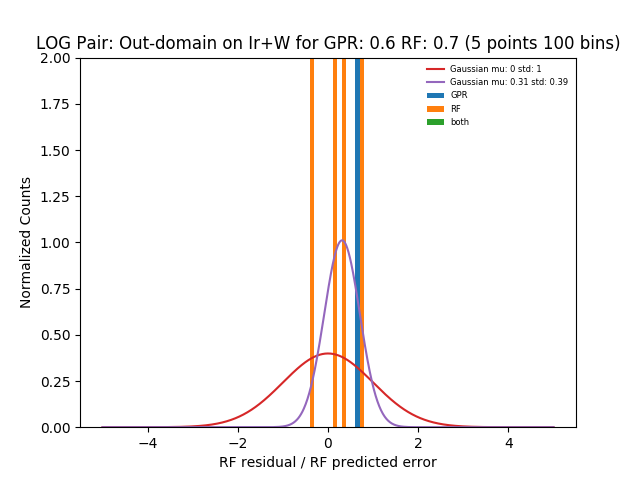 LOG Pair: Out-domain on Ir+W for GPR: 0.6 RF: 0.7 (5 points 100 bins)
Gaussian mu: 0 std: 1
Gaussian mu: 0.31 std: 0.39
GPR
RF
both
Normalized Counts
2.00
1.75
1.50
1.25
1.00
0.75
0.50
0.25
0.00
−4
−2
0
2
4
RF residual / RF predicted error